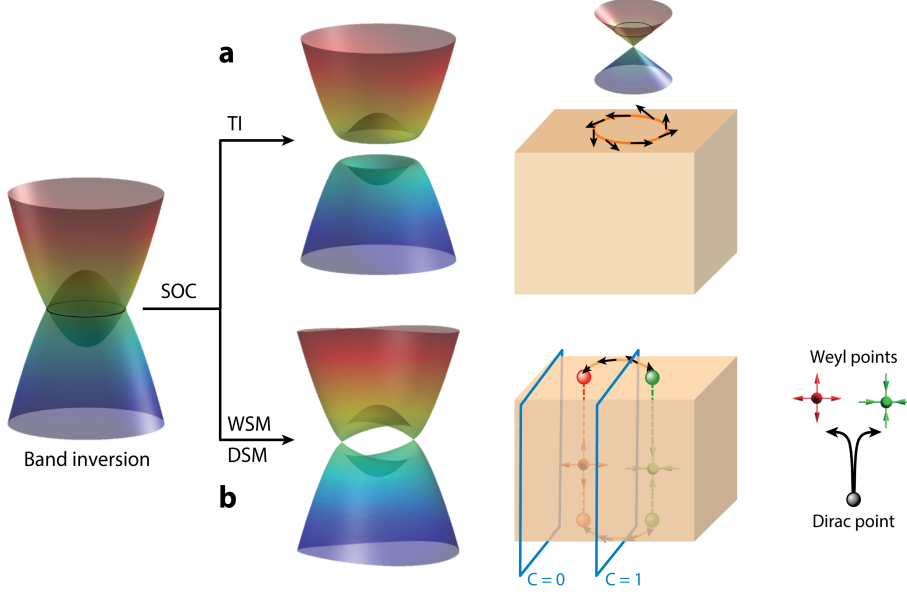 a
TI
SOC
Band inversion
WSM
DSM
b
C = 0
C = 1
Weyl points
Dirac point